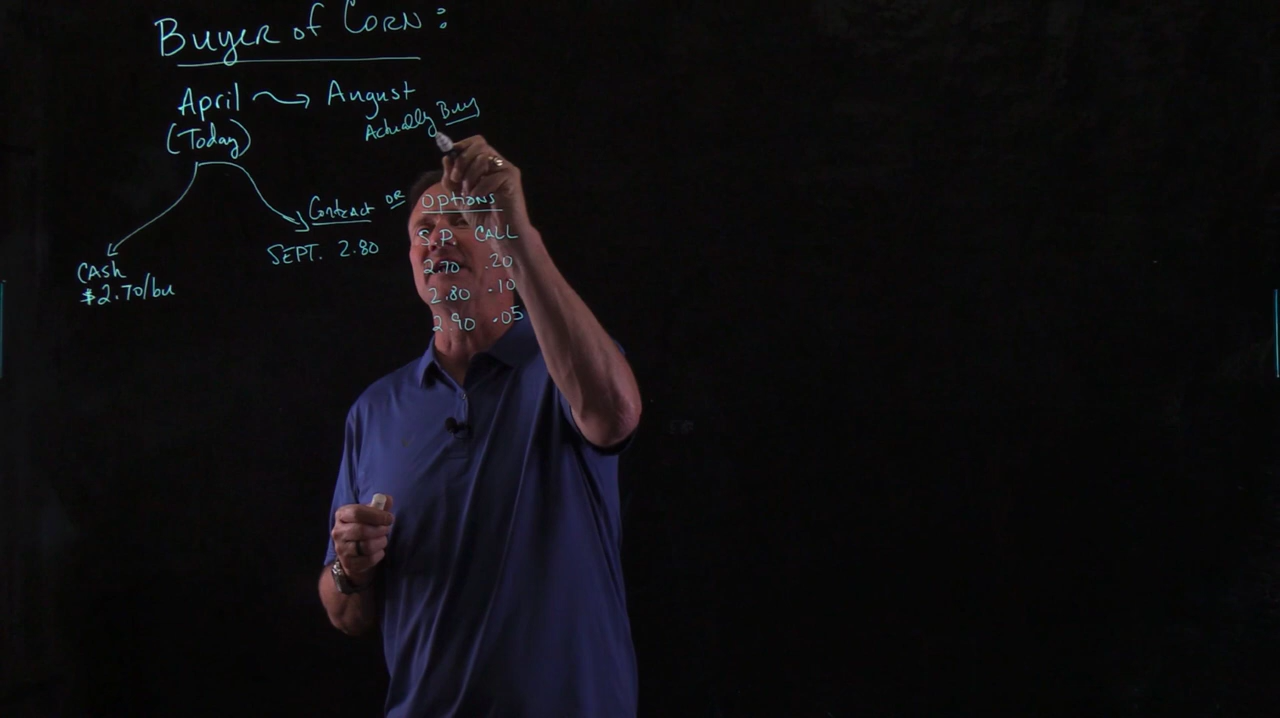 Buyer of Corn:
April → August
(Today)
Actually Buy
Contract OR Options
SEPT. 2.80
S.P. CALL
2.70 .20
2.80 .10
2.90 .05
Cash
$2.70/bu